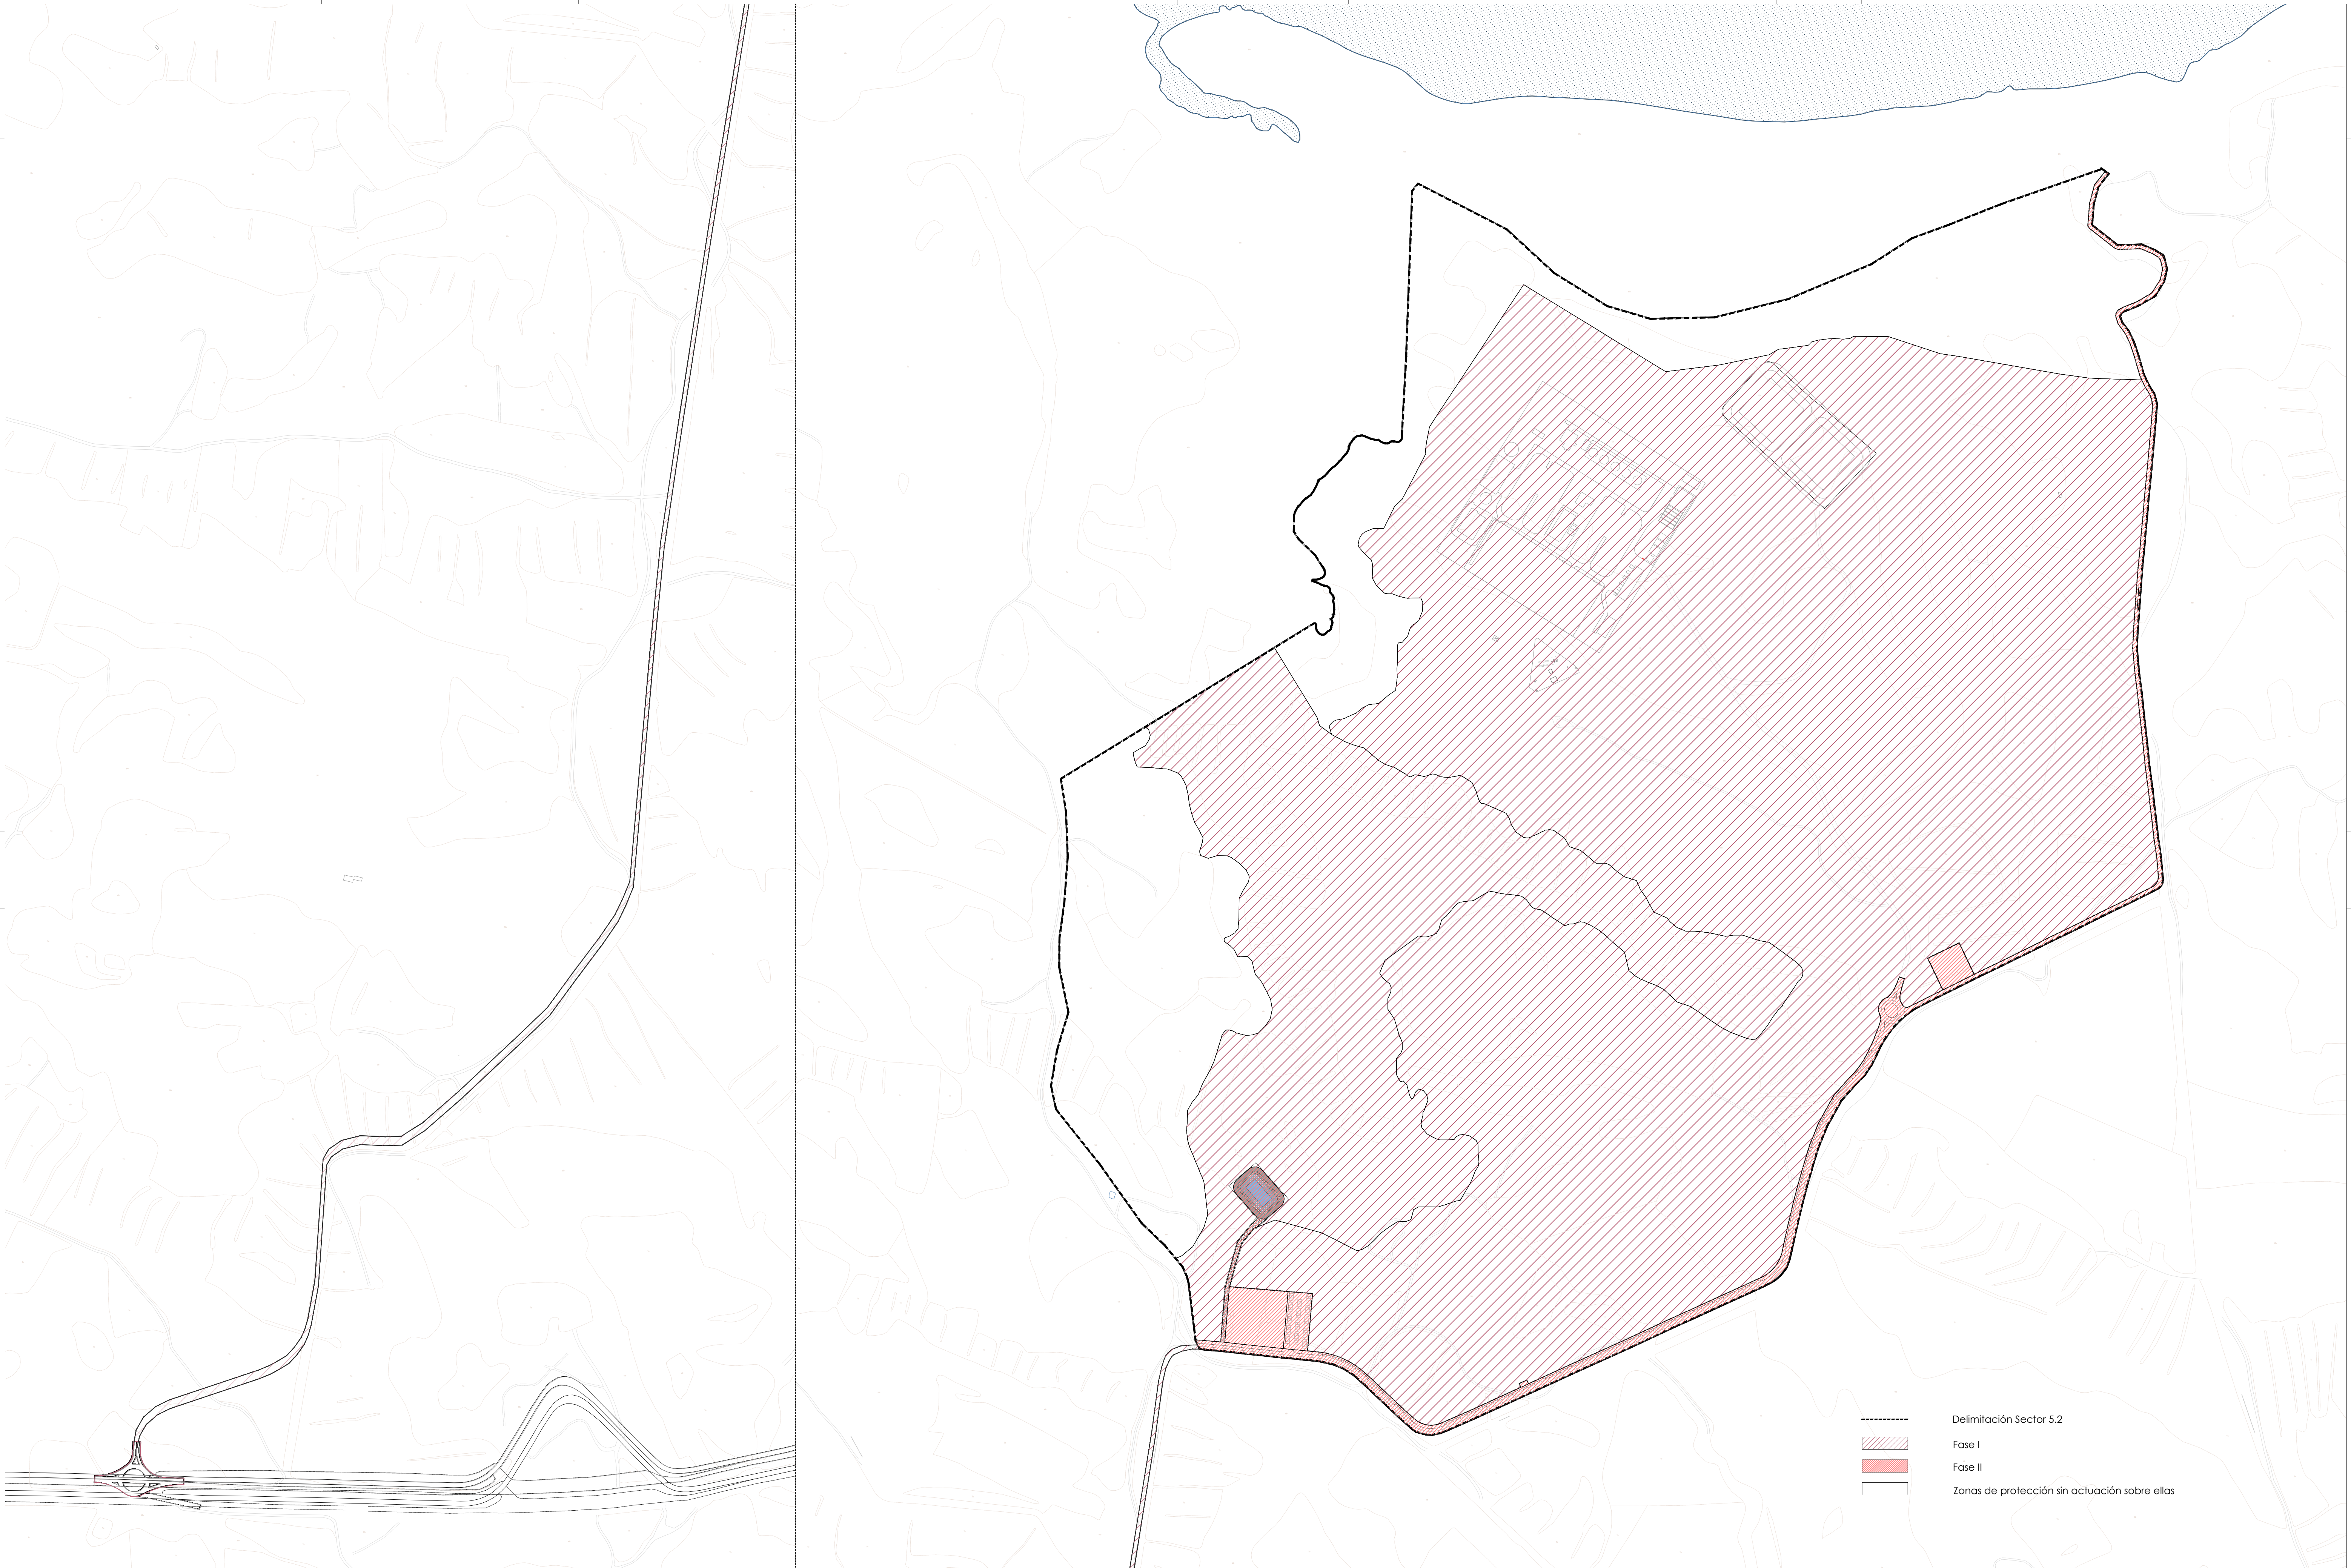 Delimitación Sector 5.2
Fase I
Fase II
Zonas de protección sin actuación sobre ellas